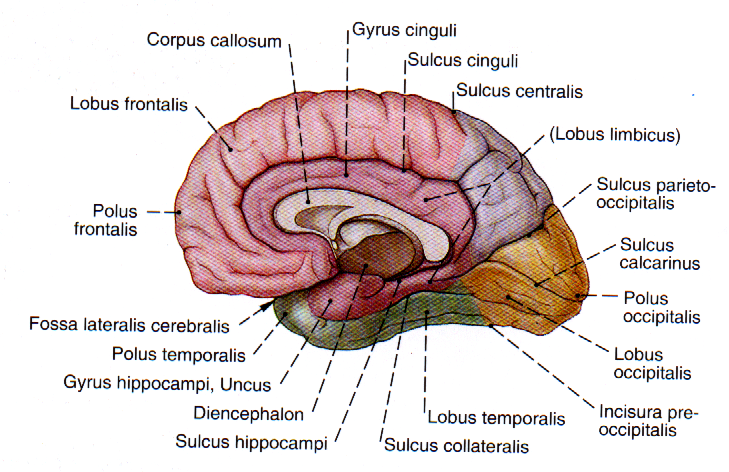 Gyrus cinguli
Corpus callosum
Sulcus cinguli
Sulcus centralis
Lobus frontalis
(Lobus limbicus)
Sulcus parieto-
occipitalis
Polus
frontalis
Sulcus
calcarinus
Polus
occipitalis
Fossa lateralis cerebralis
Polus temporalis
Lobus
occipitalis
Gyrus hippocampi, Uncus
Diencephalon
Lobus temporalis
Incisura pre-
occipitalis
Sulcus hippocampi
Sulcus collateralis